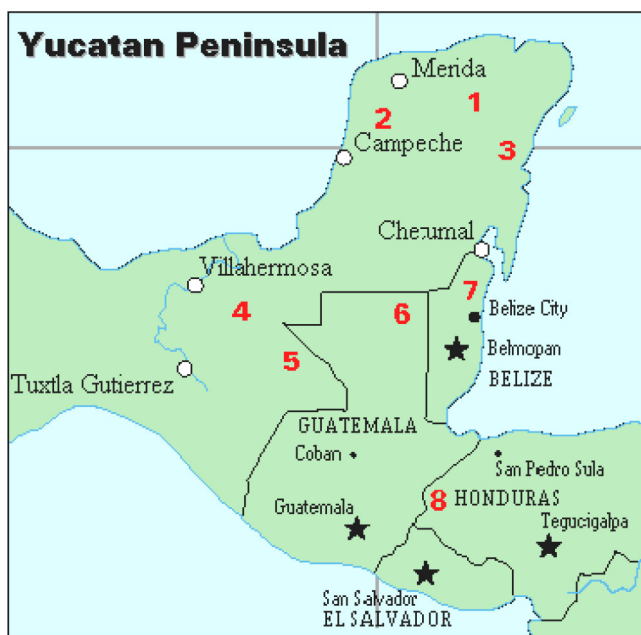 Yucatan Peninsula
Merida
1
2
Campeche
3
Chetumal
Villahermosa
7
4
6
Belize City
Belmopan
5
Tuxtla Gutierrez
BELIZE
GUATEMALA
Coban
San Pedro Sula
8 HONDURAS
Guatemala
Tegucigalpa
San Salvador
EL SALVADOR